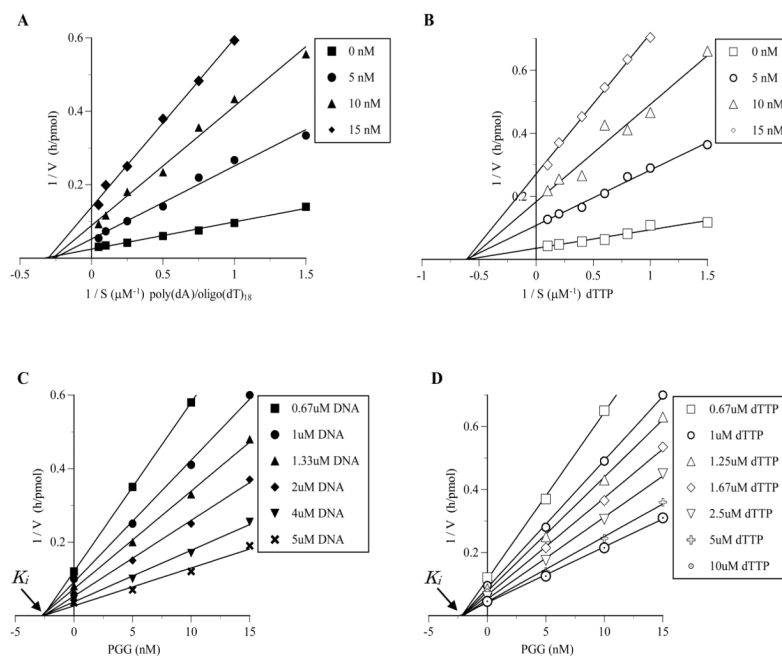 A
0.6
0.4
0.2
1 / V (h/pmol)
-0.5
0
0.5
1.0
1.5
1 / S (μM⁻¹) poly(dA)/oligo(dT)₁₈
0 nM
5 nM
10 nM
15 nM
B
0.6
0.4
0.2
1 / V (h/pmol)
-1
-0.5
0
0.5
1.0
1.5
1 / S (μM⁻¹) dTTP
0 nM
5 nM
10 nM
15 nM
C
0.6
0.4
0.2
1 / V (h/pmol)
Ki
-5
0
5
10
15
PGG (nM)
0.67uM DNA
1uM DNA
1.33uM DNA
2uM DNA
4uM DNA
5uM DNA
D
0.6
0.4
0.2
1 / V (h/pmol)
Ki
-5
0
5
10
15
PGG (nM)
0.67uM dTTP
1uM dTTP
1.25uM dTTP
1.67uM dTTP
2.5uM dTTP
5uM dTTP
10uM dTTP